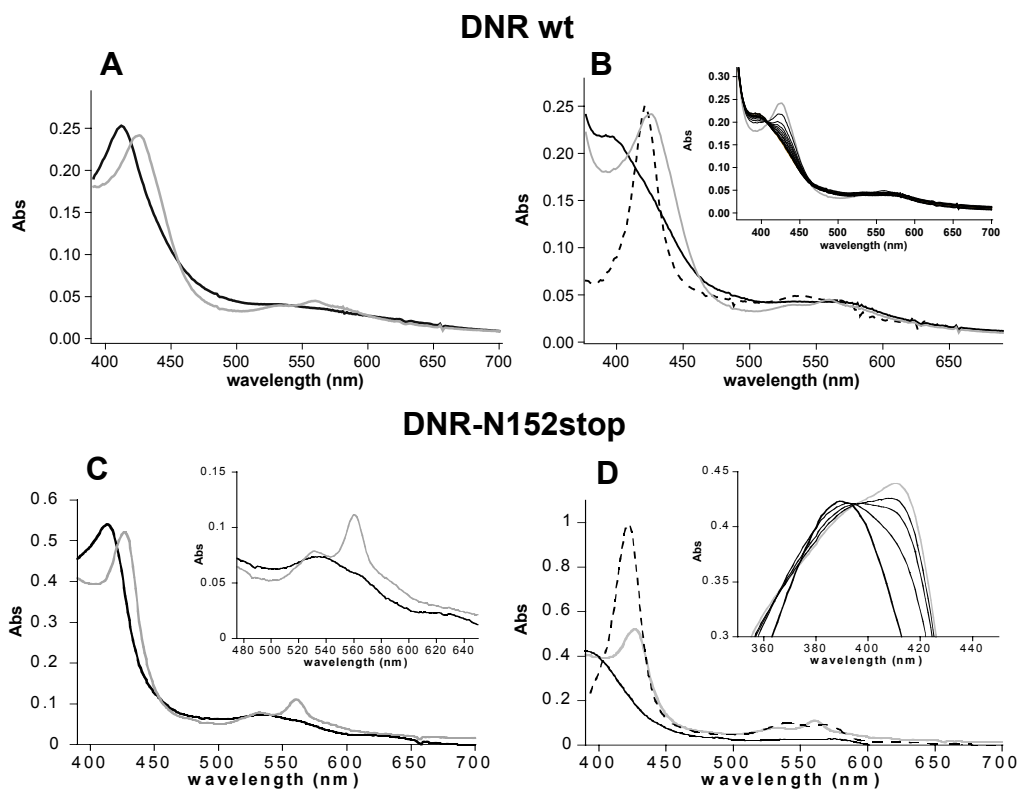 DNR wt
A
0.25
0.20
0.15
0.10
0.05
0.00
Abs
400 450 500 550 600 650 700
wavelength (nm)
B
0.25
0.20
0.15
0.10
0.05
0.00
Abs
400 450 500 550 600 650
wavelength (nm)
0.30
0.25
0.20
0.15
0.10
0.05
0.00
Abs
400 450 500 550 600 650 700
wavelength (nm)
DNR-N152stop
C
0.6
0.5
0.4
0.3
0.2
0.1
0
Abs
400 450 500 550 600 650 700
wavelength (nm)
0.15
0.1
0.05
0
Abs
480 500 520 540 560 580 600 620 640
wavelength (nm)
D
1
0.8
0.6
0.4
0.2
0
Abs
400 450 500 550 600 650 700
wavelength (nm)
0.45
0.4
0.35
0.3
Abs
360 380 400 420 440
wavelength (nm)